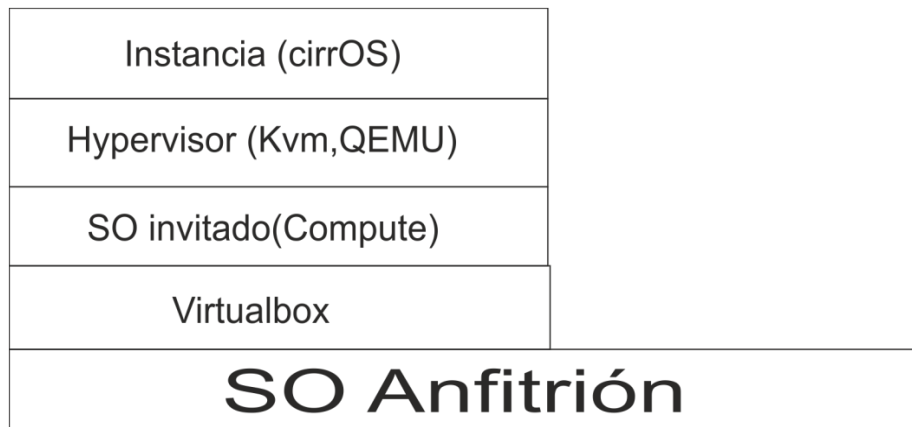 Instancia (cirrOS)
Hypervisor (Kvm,QEMU)
SO invitado(Compute)
Virtualbox
SO Anfitrión